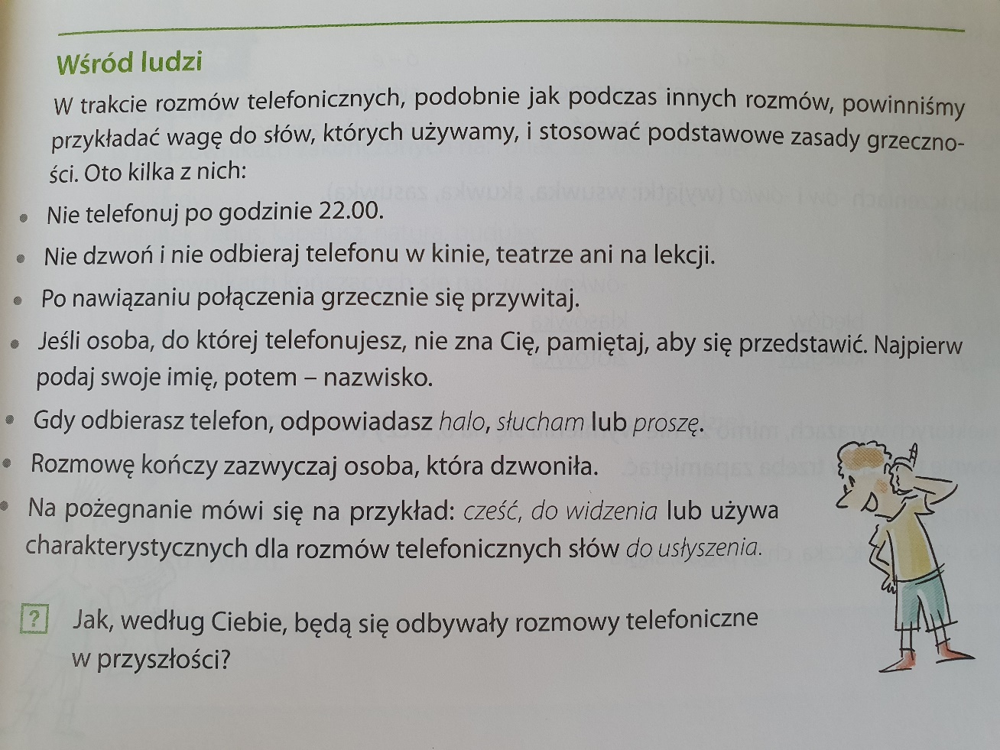 Wśród ludzi
W trakcie rozmów telefonicznych, podobnie jak podczas innych rozmów, powinniśmy
przykładać wagę do słów, których używamy, i stosować podstawowe zasady grzeczno-
ści. Oto kilka z nich:
• Nie telefonuj po godzinie 22.00.
• Nie dzwoń i nie odbieraj telefonu w kinie, teatrze ani na lekcji.
• Po nawiązaniu połączenia grzecznie się przywitaj.
• Jeśli osoba, do której telefonujesz, nie zna Cię, pamiętaj, aby się przedstawić. Najpierw
podaj swoje imię, potem – nazwisko.
• Gdy odbierasz telefon, odpowiadasz halo, słucham lub proszę.
• Rozmowę kończy zazwyczaj osoba, która dzwoniła.
• Na pożegnanie mówi się na przykład: cześć, do widzenia lub używa
charakterystycznych dla rozmów telefonicznych słów do usłyszenia.
? Jak, według Ciebie, będą się odbywały rozmowy telefoniczne
w przyszłości?